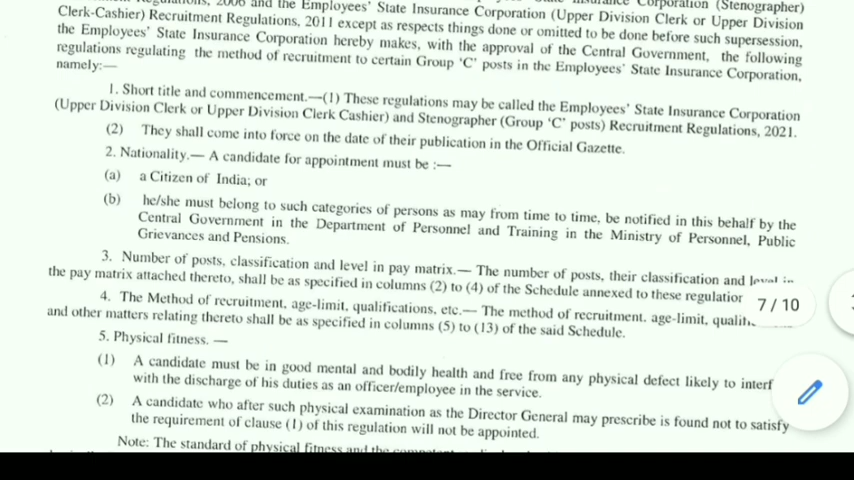 Regulations, 2006 and the Employees' State Insurance Corporation (Upper Division Clerk or Upper Division
Insurance Corporation (Stenographer)
Clerk-Cashier) Recruitment Regulations, 2011 except as respects things done or omitted to be done before such supersession,
the Employees' State Insurance Corporation hereby makes, with the approval of the Central Government, the following
regulations regulating the method of recruitment to certain Group 'C' posts in the Employees' State Insurance Corporation,
namely:—
1. Short title and commencement.—(1) These regulations may be called the Employees' State Insurance Corporation
(Upper Division Clerk or Upper Division Clerk Cashier) and Stenographer (Group 'C' posts) Recruitment Regulations, 2021.
(2) They shall come into force on the date of their publication in the Official Gazette.
2. Nationality.— A candidate for appointment must be :—
(a) a Citizen of India; or
(b) he/she must belong to such categories of persons as may from time to time, be notified in this behalf by the
Central Government in the Department of Personnel and Training in the Ministry of Personnel, Public
Grievances and Pensions.
3. Number of posts, classification and level in pay matrix.— The number of posts, their classification and level in
the pay matrix attached thereto, shall be as specified in columns (2) to (4) of the Schedule annexed to these regulation
4. The Method of recruitment, age-limit, qualifications, etc.— The method of recruitment, age-limit,
7 / 10
and other matters relating thereto shall be as specified in columns (5) to (13) of the said Schedule.
5. Physical fitness. —
(1) A candidate must be in good mental and bodily health and free from any physical defect likely to interf
with the discharge of his duties as an officer/employee in the service.
(2) A candidate who after such physical examination as the Director General may prescribe is found not to satisfy
the requirement of clause (1) of this regulation will not be appointed.
Note: The standard of physical fitness and the